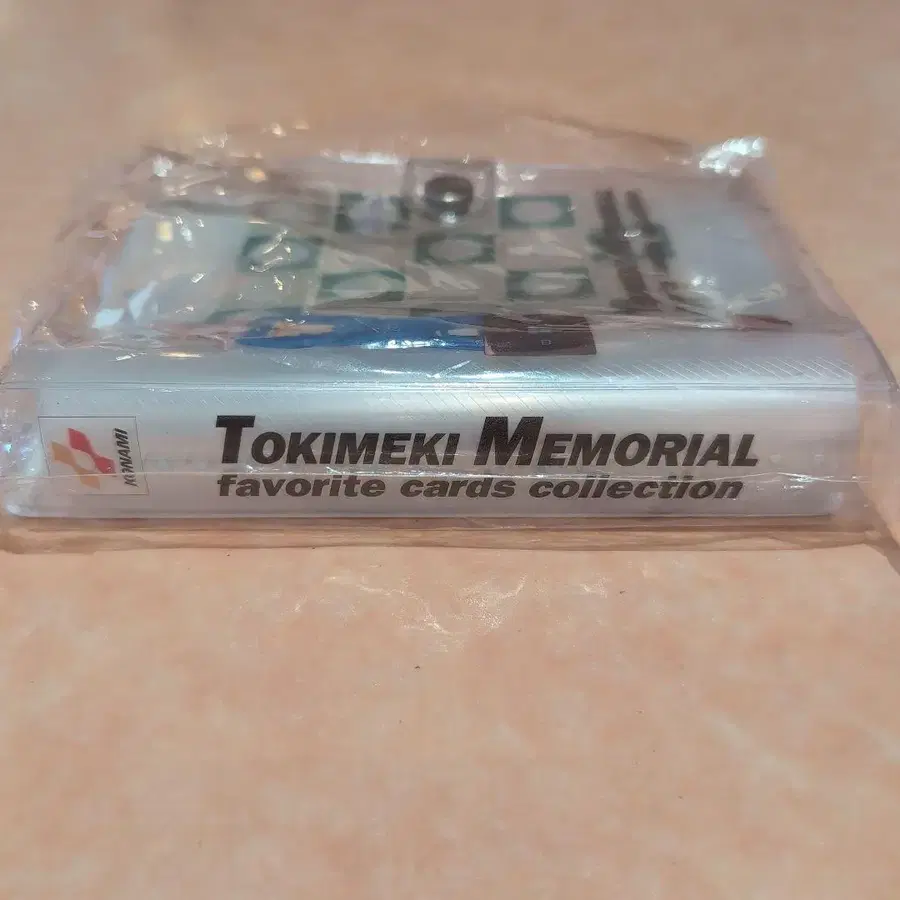 KONAMI
TOKIMEKI MEMORIAL
favorite cards collection